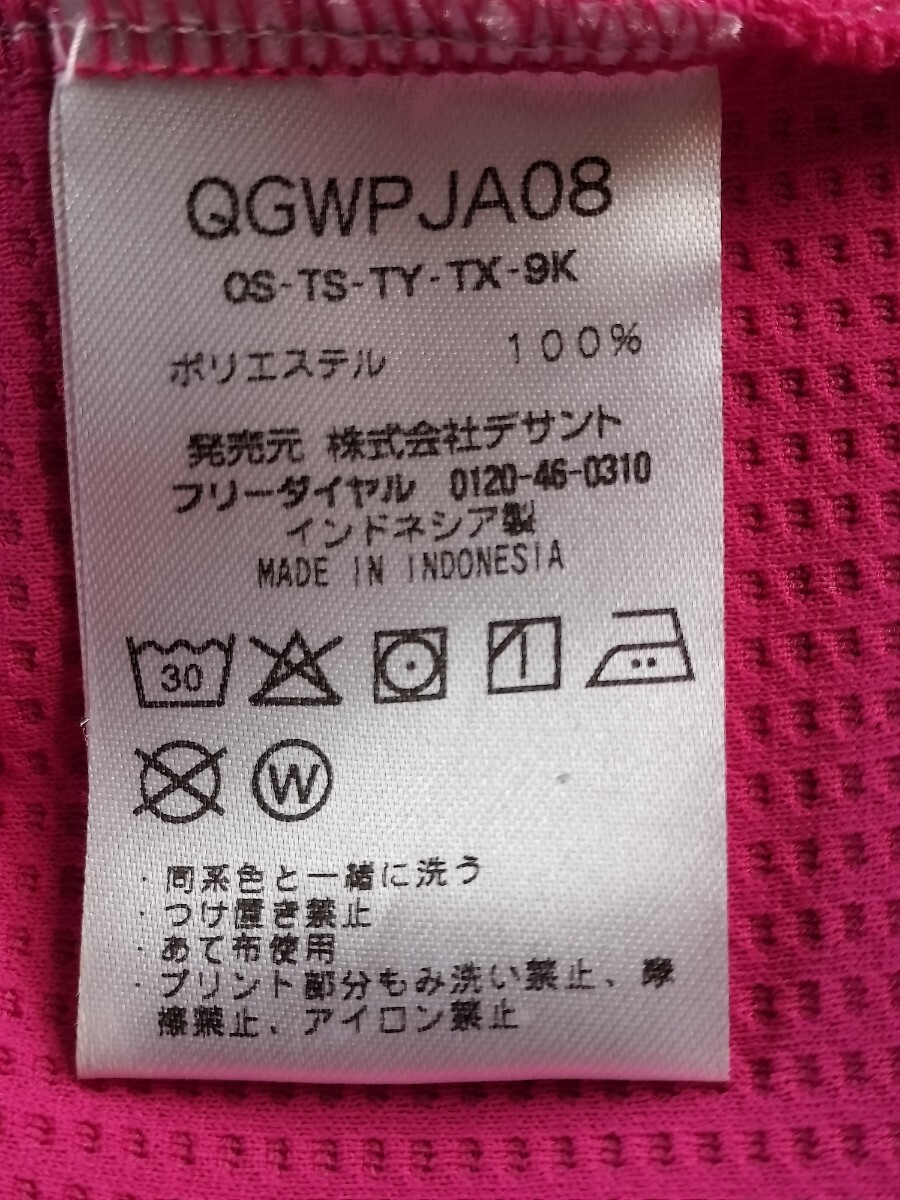 QGWPJA08
OS-TS-TY-TX-9K
ポリエステル 100%
発売元 株式会社デサント
フリーダイヤル 0120-46-0310
インドネシア製
MADE IN INDONESIA
30
W
・同系色と一緒に洗う
・つけ置き禁止
・あて布使用
・プリント部分もみ洗い禁止、摩
擦禁止、アイロン禁止